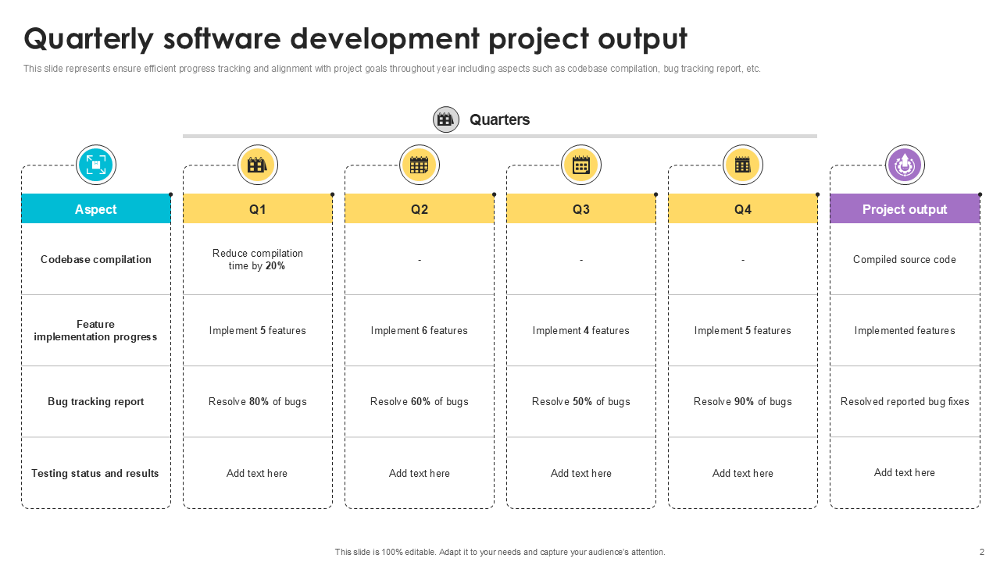 Quarterly software development project output
This slide represents ensure efficient progress tracking and alignment with project goals throughout year including aspects such as codebase compilation, bug tracking report, etc.
Quarters
Aspect
Q1
Q2
Q3
Q4
Project output
Codebase compilation
Reduce compilation
time by 20%
-
-
-
Compiled source code
Feature
implementation progress
Implement 5 features
Implement 6 features
Implement 4 features
Implement 5 features
Implemented features
Bug tracking report
Resolve 80% of bugs
Resolve 60% of bugs
Resolve 50% of bugs
Resolve 90% of bugs
Resolved reported bug fixes
Testing status and results
Add text here
Add text here
Add text here
Add text here
Add text here
This slide is 100% editable. Adapt it to your needs and capture your audience's attention.
2